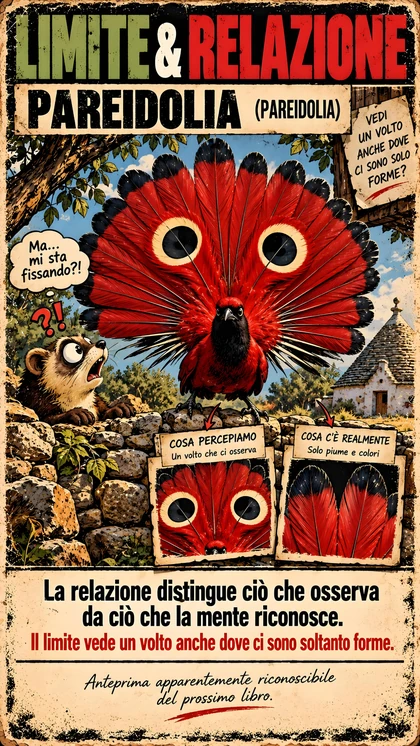 LIMITE & RELAZIONE
PAREIDOLIA (PAREIDOLIA)
VEDI
UN VOLTO
ANCHE DOVE
CI SONO SOLO
FORME?
Ma...
mi sta
fissando?!
?!
COSA PERCEPIAMO
Un volto che ci osserva
COSA C'È REALMENTE
Solo piume e colori
La relazione distingue ciò che osserva
da ciò che la mente riconosce.
Il limite vede un volto anche dove ci sono soltanto forme.
Anteprima apparentemente riconoscibile
del prossimo libro.